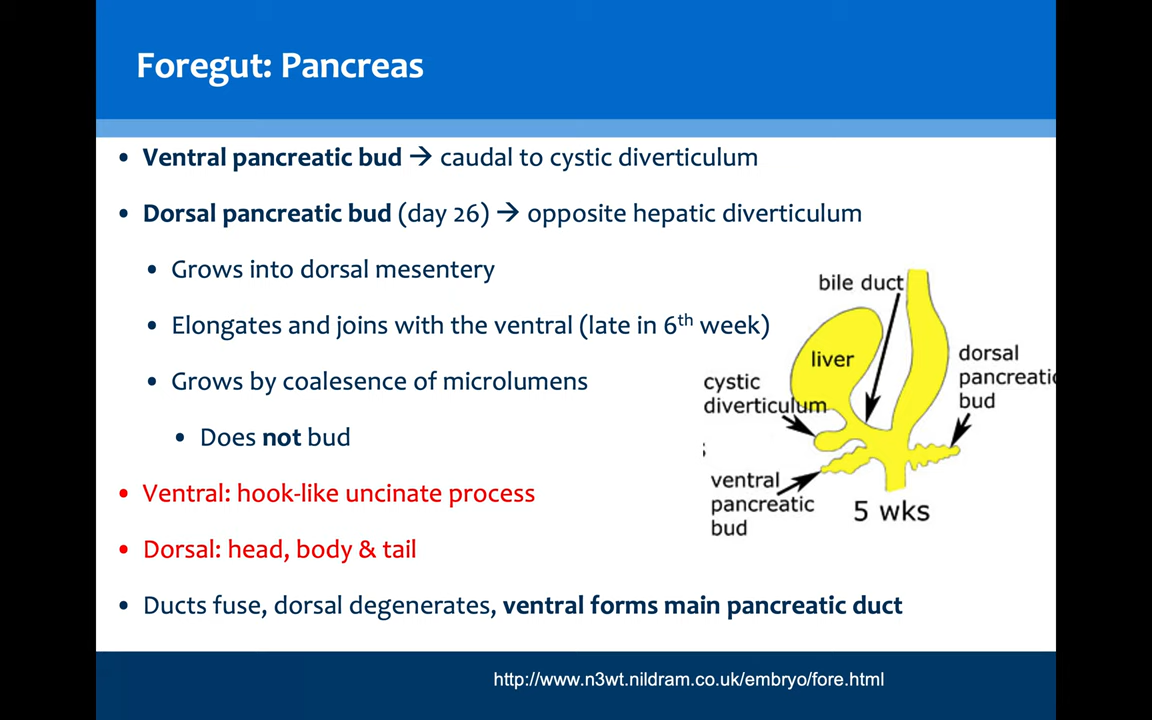 Foregut: Pancreas
• Ventral pancreatic bud → caudal to cystic diverticulum
• Dorsal pancreatic bud (day 26) → opposite hepatic diverticulum
• Grows into dorsal mesentery
• Elongates and joins with the ventral (late in 6th week)
• Grows by coalesence of microlumens
• Does not bud
• Ventral: hook-like uncinate process
• Dorsal: head, body & tail
• Ducts fuse, dorsal degenerates, ventral forms main pancreatic duct
bile duct
liver
dorsal
pancreatic
bud
cystic
diverticulum
ventral
pancreatic
bud
5 wks
http://www.n3wt.nildram.co.uk/embryo/fore.html